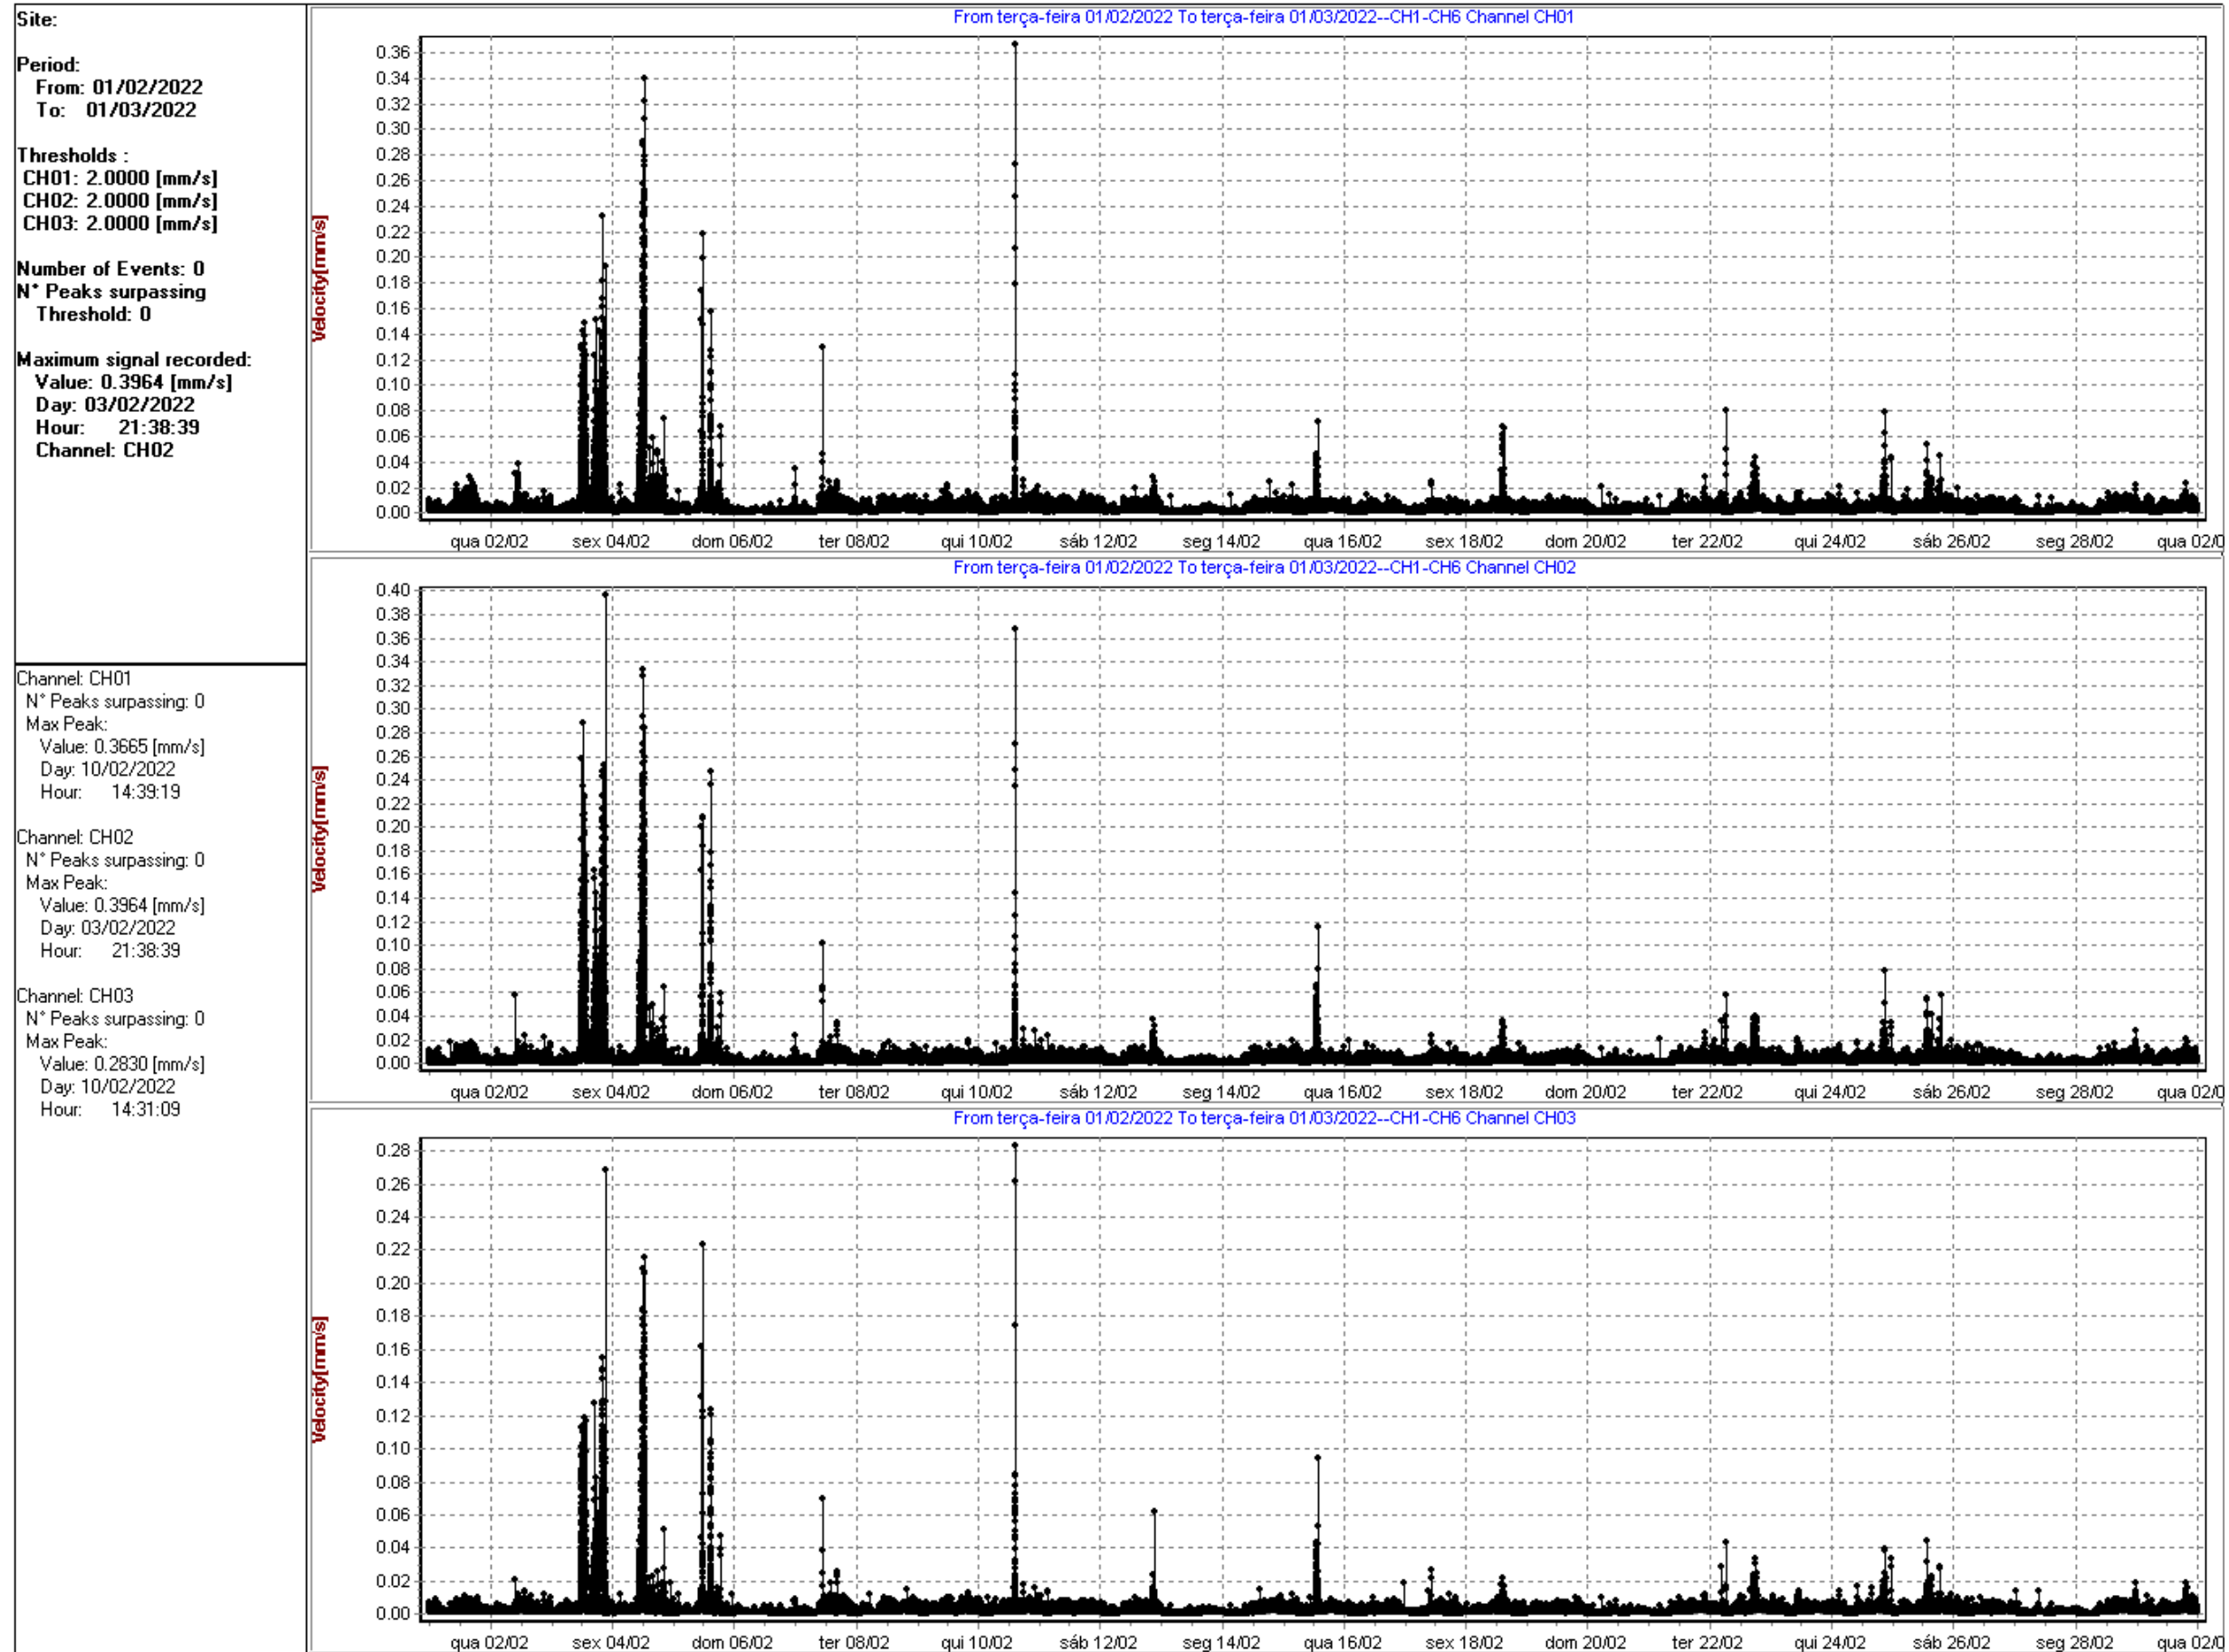 Site:
Period:
From: 01/02/2022
To: 01/03/2022
Thresholds :
CH01: 2.0000 [mm/s]
CH02: 2.0000 [mm/s]
CH03: 2.0000 [mm/s]
Number of Events: 0
N° Peaks surpassing
Threshold: 0
Maximum signal recorded:
Value: 0.3964 [mm/s]
Day: 03/02/2022
Hour: 21:38:39
Channel: CH02
Channel: CH01
N° Peaks surpassing: 0
Max Peak:
Value: 0.3665 [mm/s]
Day: 10/02/2022
Hour: 14:39:19
Channel: CH02
N° Peaks surpassing: 0
Max Peak:
Value: 0.3964 [mm/s]
Day: 03/02/2022
Hour: 21:38:39
Channel: CH03
N° Peaks surpassing: 0
Max Peak:
Value: 0.2830 [mm/s]
Day: 10/02/2022
Hour: 14:31:09
From terça-feira 01/02/2022 To terça-feira 01/03/2022--CH1-CH6 Channel CH01
Velocity[mm/s]
0.36
0.34
0.32
0.30
0.28
0.26
0.24
0.22
0.20
0.18
0.16
0.14
0.12
0.10
0.08
0.06
0.04
0.02
0.00
qua 02/02 sex 04/02 dom 06/02 ter 08/02 qui 10/02 sáb 12/02 seg 14/02 qua 16/02 sex 18/02 dom 20/02 ter 22/02 qui 24/02 sáb 26/02 seg 28/02 qua 02/0
From terça-feira 01/02/2022 To terça-feira 01/03/2022--CH1-CH6 Channel CH02
Velocity[mm/s]
0.40
0.38
0.36
0.34
0.32
0.30
0.28
0.26
0.24
0.22
0.20
0.18
0.16
0.14
0.12
0.10
0.08
0.06
0.04
0.02
0.00
qua 02/02 sex 04/02 dom 06/02 ter 08/02 qui 10/02 sáb 12/02 seg 14/02 qua 16/02 sex 18/02 dom 20/02 ter 22/02 qui 24/02 sáb 26/02 seg 28/02 qua 02/0
From terça-feira 01/02/2022 To terça-feira 01/03/2022--CH1-CH6 Channel CH03
Velocity[mm/s]
0.28
0.26
0.24
0.22
0.20
0.18
0.16
0.14
0.12
0.10
0.08
0.06
0.04
0.02
0.00
qua 02/02 sex 04/02 dom 06/02 ter 08/02 qui 10/02 sáb 12/02 seg 14/02 qua 16/02 sex 18/02 dom 20/02 ter 22/02 qui 24/02 sáb 26/02 seg 28/02 qua 02/0